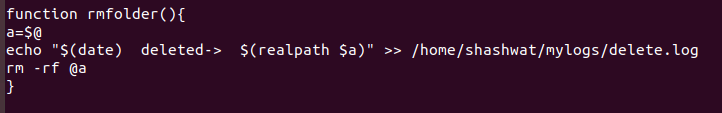 function rmfolder(){
a=$@
echo "$(date)  deleted->  $(realpath $a)" >> /home/shashwat/mylogs/delete.log
rm -rf @a
}